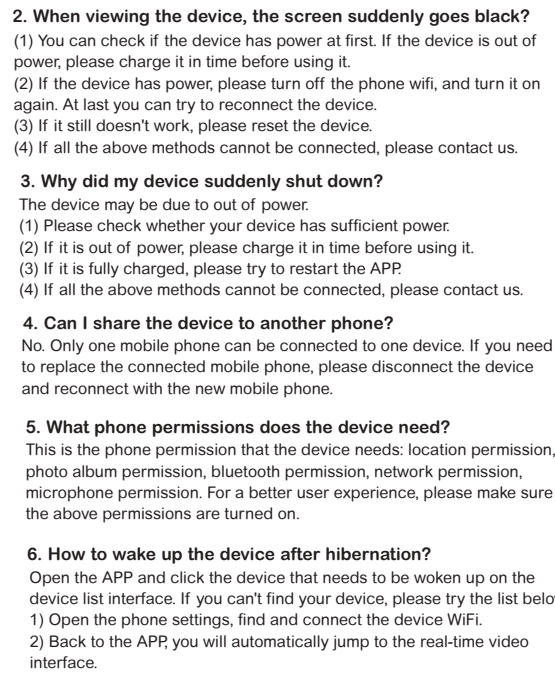 2. When viewing the device, the screen suddenly goes black?
(1) You can check if the device has power at first. If the device is out of
power, please charge it in time before using it.
(2) If the device has power, please turn off the phone wifi, and turn it on
again. At last you can try to reconnect the device.
(3) If it still doesn't work, please reset the device.
(4) If all the above methods cannot be connected, please contact us.
3. Why did my device suddenly shut down?
The device may be due to out of power.
(1) Please check whether your device has sufficient power.
(2) If it is out of power, please charge it in time before using it.
(3) If it is fully charged, please try to restart the APP.
(4) If all the above methods cannot be connected, please contact us.
4. Can I share the device to another phone?
No. Only one mobile phone can be connected to one device. If you need
to replace the connected mobile phone, please disconnect the device
and reconnect with the new mobile phone.
5. What phone permissions does the device need?
This is the phone permission that the device needs: location permission,
photo album permission, bluetooth permission, network permission,
microphone permission. For a better user experience, please make sure
the above permissions are turned on.
6. How to wake up the device after hibernation?
Open the APP and click the device that needs to be woken up on the
device list interface. If you can't find your device, please try the list belo
1) Open the phone settings, find and connect the device WiFi.
2) Back to the APP, you will automatically jump to the real-time video
interface.